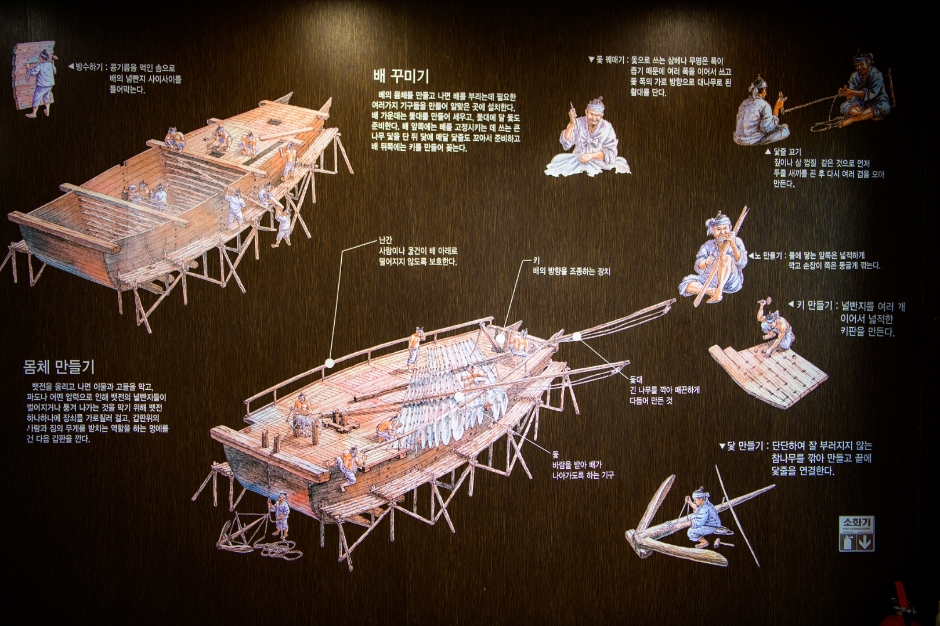 ◀방수하기 : 콩기름을 먹인 솜으로
배의 널빤지 사이사이를
틀어막는다.
배 꾸미기
배의 몸체를 만들고 나면 배를 부리는데 필요한
여러가지 기구들을 만들어 알맞은 곳에 설치한다.
배 가운데는 돛대를 만들어 세우고, 돛대에 달 돛도
준비한다. 배 앞쪽에는 배를 고정시키는 데 쓰는 큰
나무 닻을 단 뒤 닻에 매달 닻줄도 꼬아서 준비하고
배 뒤쪽에는 키를 만들어 꽂는다.
▼돛 꿰매기 : 돛으로 쓰는 삼베나 무명은 폭이
좁기 때문에 여러 폭을 이어서 쓰고
돛 폭의 가로 방향으로 대나무로 된
활대를 단다.
▲ 닻줄 꼬기
짚이나 삼 껍질 같은 것으로 먼저
두툴 새끼를 꼰 후 다시 여러 겹을 모아
만든다.
난간
사람이나 물건이 배 아래로
떨어지지 않도록 보호한다.
키
배의 방향을 조종하는 장치
◀노 만들기 : 물에 닿는 앞쪽은 넓적하게
깍고 손잡이 쪽은 둥글게 깎는다.
◀키 만들기 : 널빤지를 여러 개
이어서 넓적한
키판을 만든다.
몸체 만들기
뱃전을 올리고 나면 이물과 고물을 막고,
파도나 어떤 압력으로 인해 뱃전의 널빤지들이
벌어지거나 퉁겨 나가는 것을 막기 위해 뱃전
하나하나에 장쇠를 가로질러 걸고, 갑판위의
사람과 짐의 무게를 받치는 역할을 하는 멍에를
건 다음 갑판을 깐다.
돛대
긴 나무를 깍아 매끈하게
다듬어 만든 것
돛
바람을 받아 배가
나아가도록 하는 기구
▼닻 만들기 : 단단하여 잘 부러지지 않는
참나무를 깎아 만들고 끝에
닻줄을 연결한다.
소화기